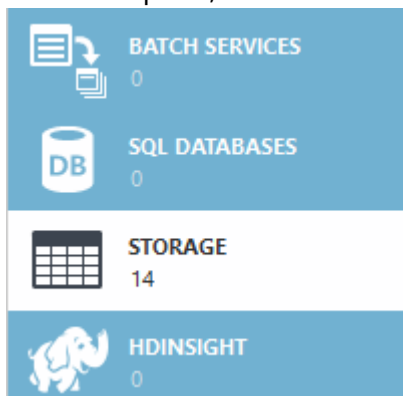 BATCH SERVICES
0
DB
SQL DATABASES
0
STORAGE
14
HDINSIGHT
0